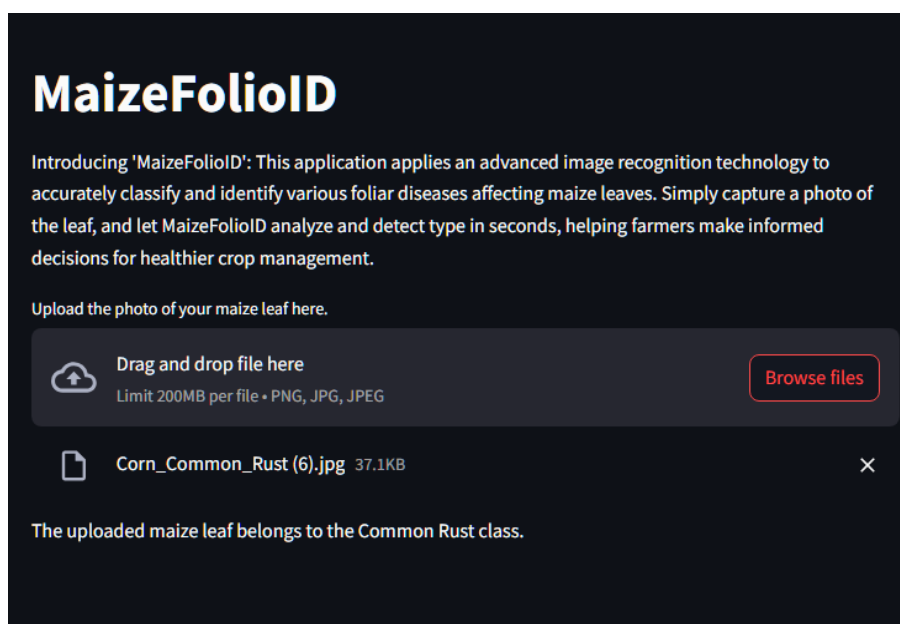 MaizeFolioID
Introducing 'MaizeFolioID': This application applies an advanced image recognition technology to
accurately classify and identify various foliar diseases affecting maize leaves. Simply capture a photo of
the leaf, and let MaizeFolioID analyze and detect type in seconds, helping farmers make informed
decisions for healthier crop management.
Upload the photo of your maize leaf here.
Drag and drop file here
Limit 200MB per file • PNG, JPG, JPEG
Browse files
Corn_Common_Rust (6).jpg 37.1KB
The uploaded maize leaf belongs to the Common Rust class.